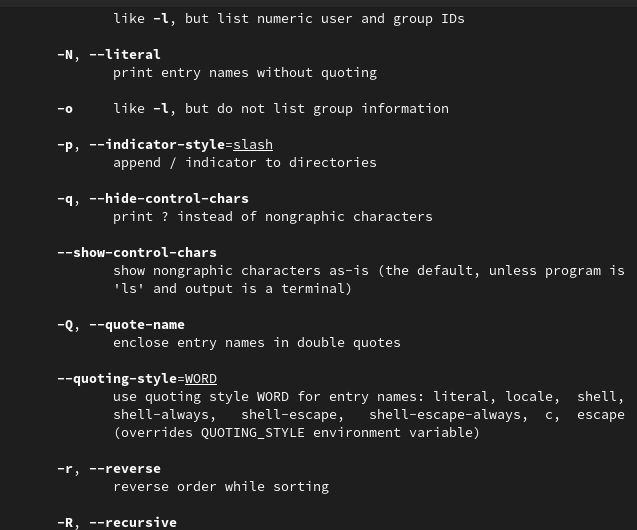 like -l, but list numeric user and group IDs
-N, --literal
print entry names without quoting
-o like -l, but do not list group information
-p, --indicator-style=slash
append / indicator to directories
-q, --hide-control-chars
print ? instead of nongraphic characters
--show-control-chars
show nongraphic characters as-is (the default, unless program is
'ls' and output is a terminal)
-Q, --quote-name
enclose entry names in double quotes
--quoting-style=WORD
use quoting style WORD for entry names: literal, locale, shell,
shell-always, shell-escape, shell-escape-always, c, escape
(overrides QUOTING_STYLE environment variable)
-r, --reverse
reverse order while sorting
-R, --recursive